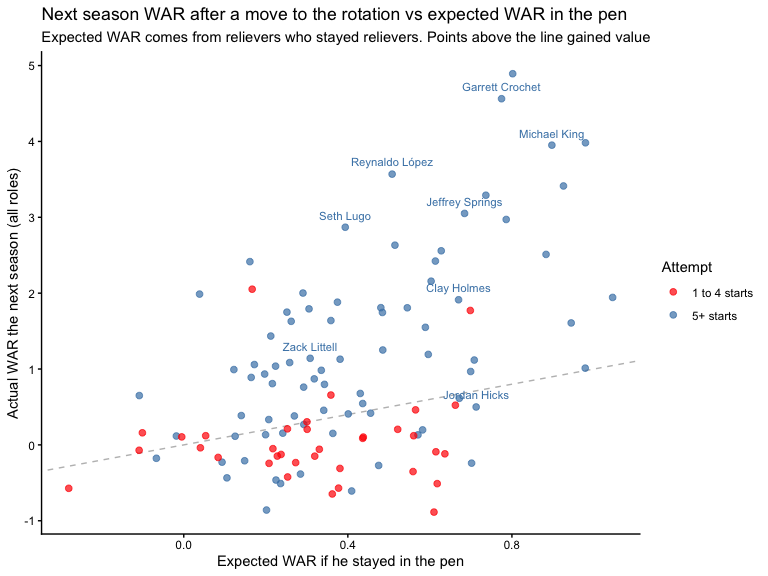 Next season WAR after a move to the rotation vs expected WAR in the pen
Expected WAR comes from relievers who stayed relievers. Points above the line gained value
Actual WAR the next season (all roles)
5
4
3
2
1
0
-1
Garrett Crochet
Michael King
Reynaldo López
Jeffrey Springs
Seth Lugo
Clay Holmes
Zack Littell
Jordan Hicks
0.0
0.4
0.8
Expected WAR if he stayed in the pen
Attempt
1 to 4 starts
5+ starts